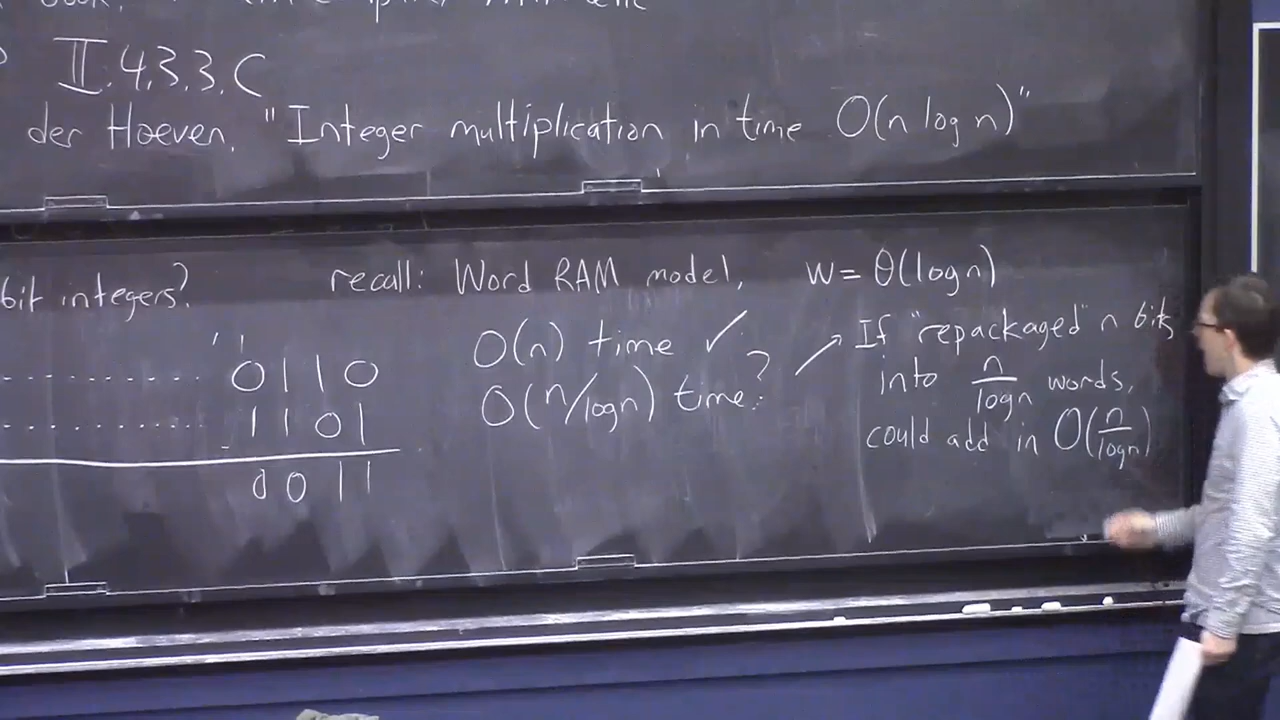 book.
II.4.3.3.C
der Hoeven. "Integer multiplication in time O(n log n)"
bit integers?
0110
1101
0011
recall: Word RAM model, w = Θ(log n)
O(n) time ✓
O(n/log n) time?
→ If "repackaged" n bits
into n/log n words,
could add in O(n/log n)